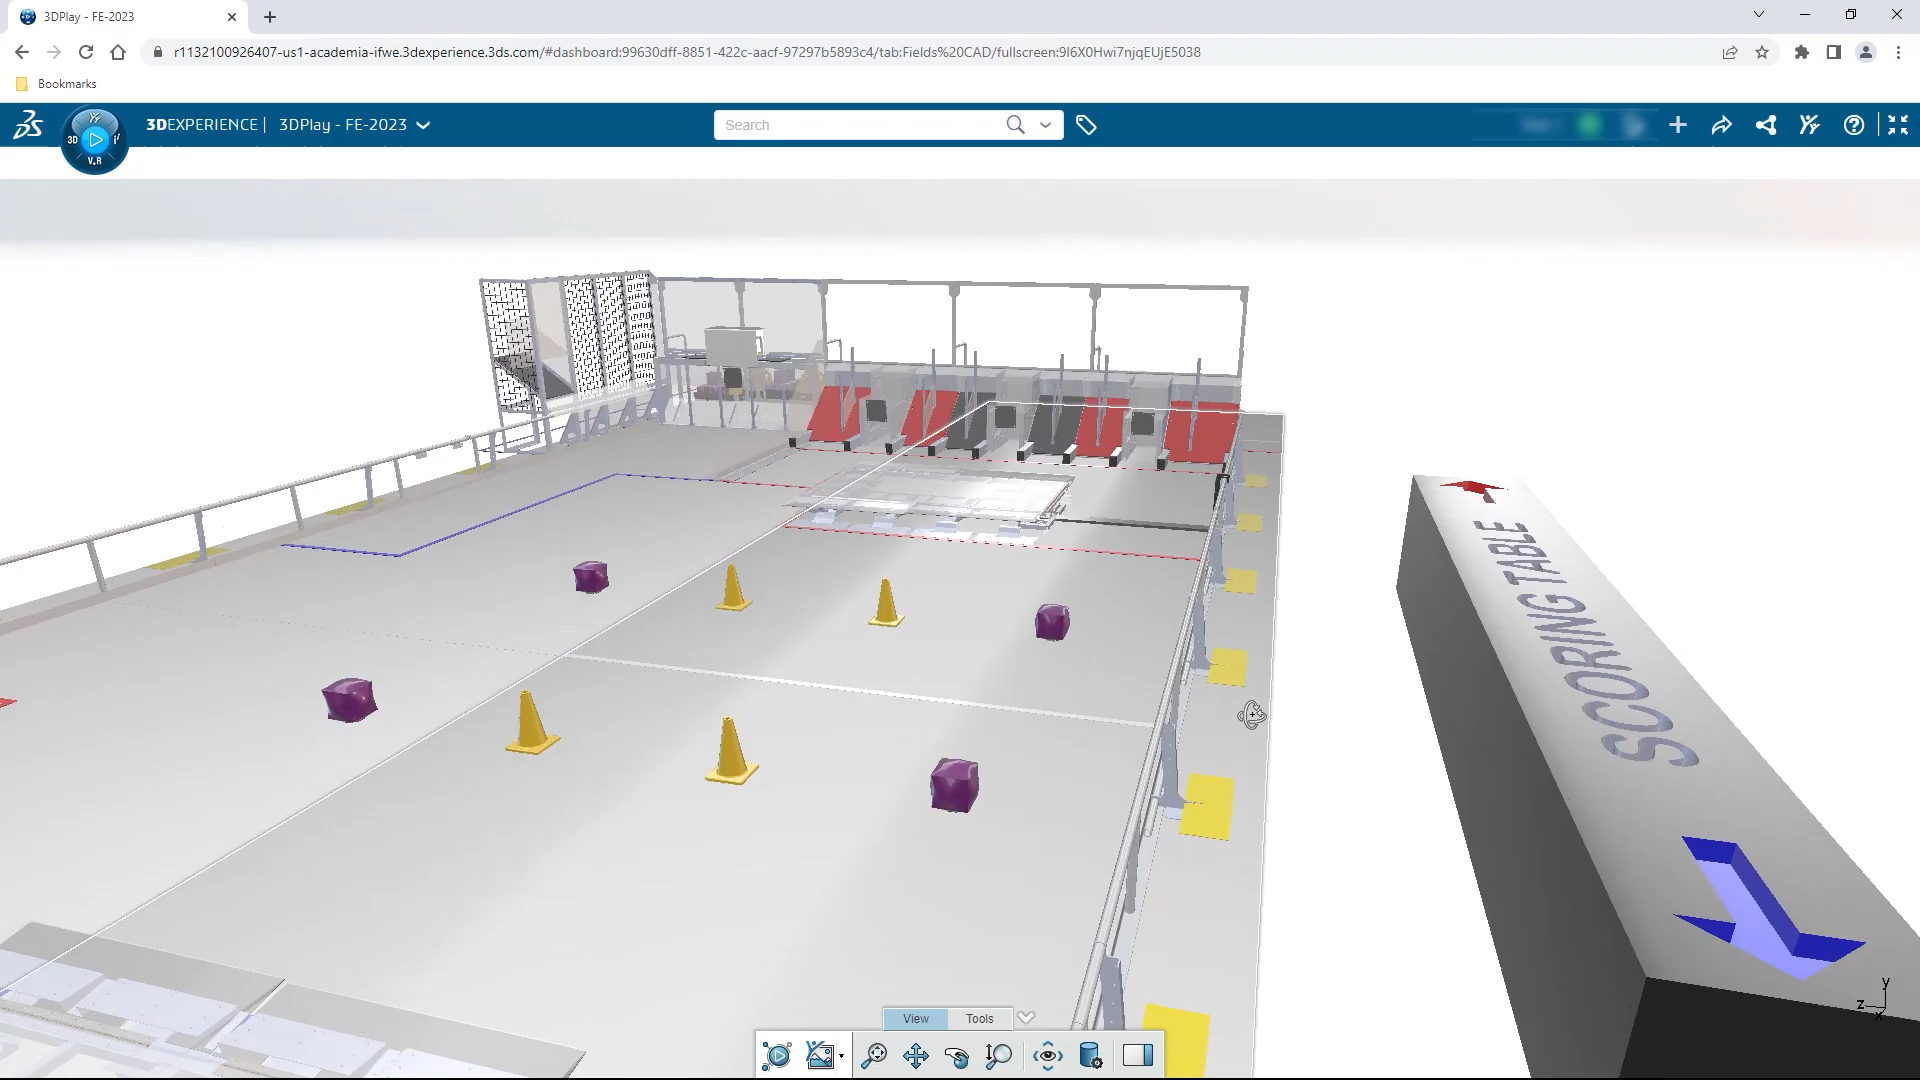 3DPlay - FE-2023
r1132100926407-us1-academia-ifwe.3dexperience.3ds.com/#dashboard:99630dff-8851-422c-aacf-97297b5893c4/tab:Fields%20CAD/fullscreen:9I6X0Hwi7njqEUjE5038
Bookmarks
3DEXPERIENCE | 3DPlay - FE-2023
Search
3D
V.R
SCORING TABLE
View
Tools
y
z
x